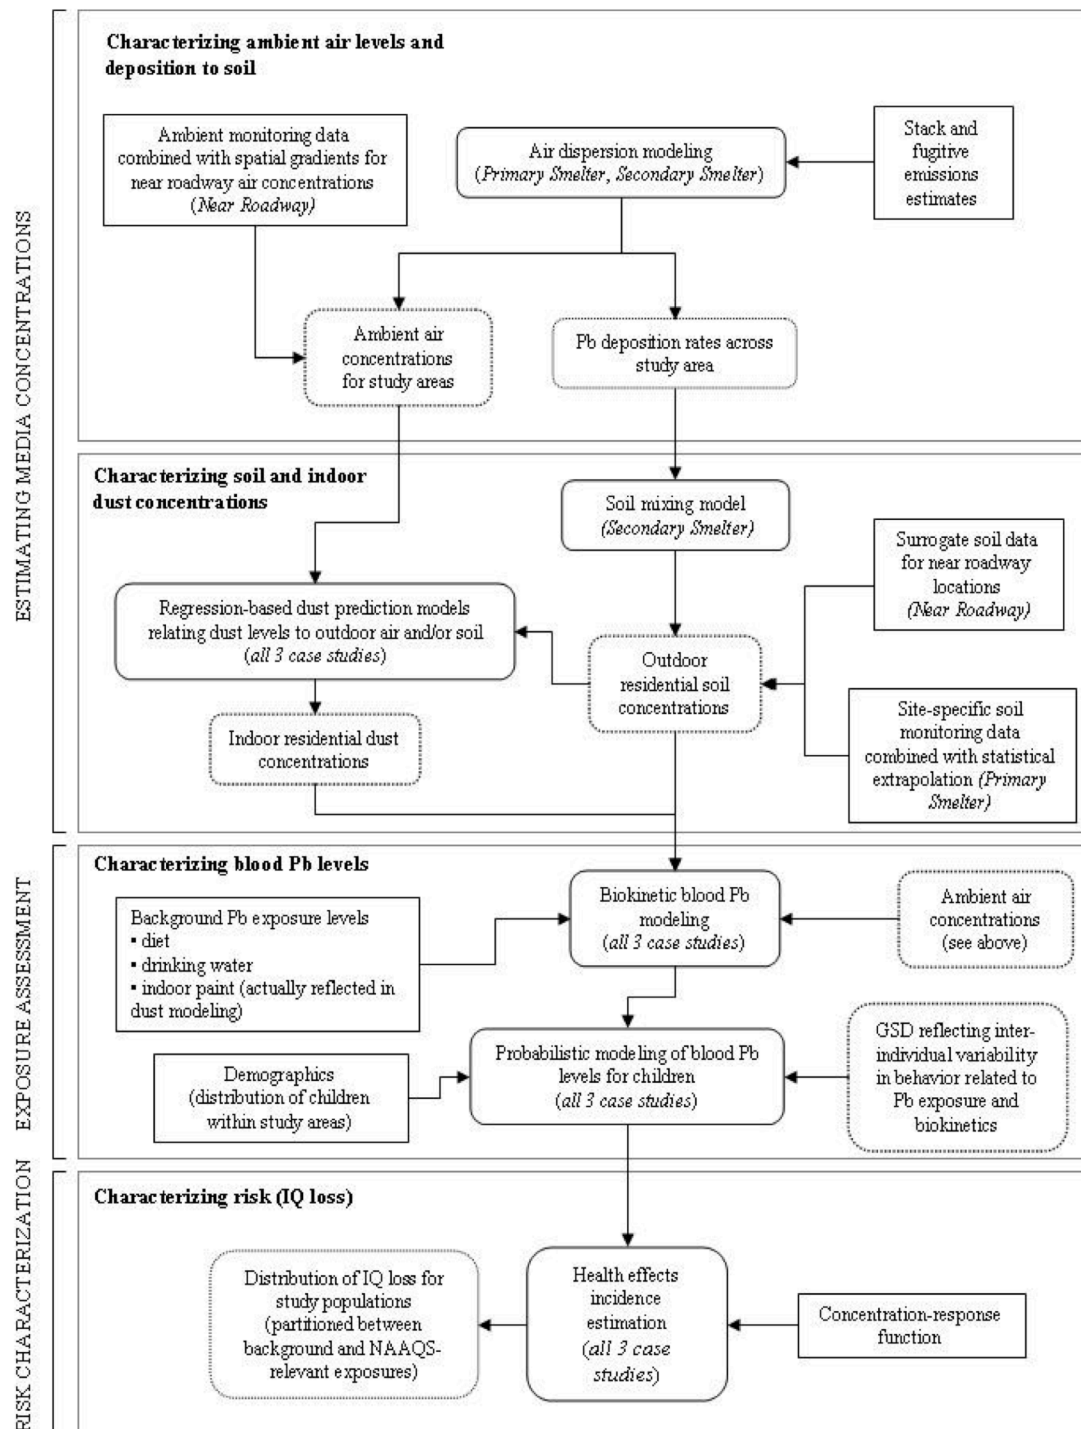 ESTIMATING MEDIA CONCENTRATIONS
Characterizing ambient air levels and
deposition to soil
Ambient monitoring data
combined with spatial gradients for
near roadway air concentrations
(Near Roadway)
Air dispersion modeling
(Primary Smelter, Secondary Smelter)
Stack and
fugitive
emissions
estimates
Ambient air
concentrations
for study areas
Pb deposition rates across
study area
Characterizing soil and indoor
dust concentrations
Soil mixing model
(Secondary Smelter)
Surrogate soil data
for near roadway
locations
(Near Roadway)
Regression-based dust prediction models
relating dust levels to outdoor air and/or soil
(all 3 case studies)
Outdoor
residential soil
concentrations
Indoor residential dust
concentrations
Site-specific soil
monitoring data
combined with statistical
extrapolation (Primary
Smelter)
EXPOSURE ASSESSMENT
Characterizing blood Pb levels
Background Pb exposure levels
▪ diet
▪ drinking water
▪ indoor paint (actually reflected in
dust modeling)
Biokinetic blood Pb
modeling
(all 3 case studies)
Ambient air
concentrations
(see above)
Demographics
(distribution of children
within study areas)
Probabilistic modeling of blood Pb
levels for children
(all 3 case studies)
GSD reflecting inter-
individual variability
in behavior related to
Pb exposure and
biokinetics
RISK CHARACTERIZATION
Characterizing risk (IQ loss)
Distribution of IQ loss for
study populations
(partitioned between
background and NAAQS-
relevant exposures)
Health effects
incidence
estimation
(all 3 case
studies)
Concentration-response
function